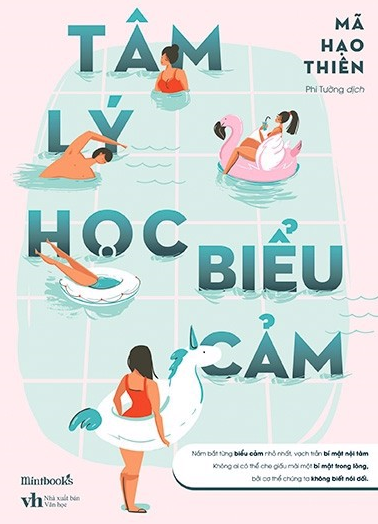 TÂM
LÝ
HỌC
BIỂU
CẢM
MÃ
HẠO
THIÊN
Phi Tường dịch
Nắm bắt từng biểu cảm nhỏ nhất, vạch trần bí mật nội tâm
Không ai có thể che giấu mãi một bí mật trong lòng,
bởi cơ thể chúng ta không biết nói dối.
mintbooks
vh
Nhà xuất bản
Văn học